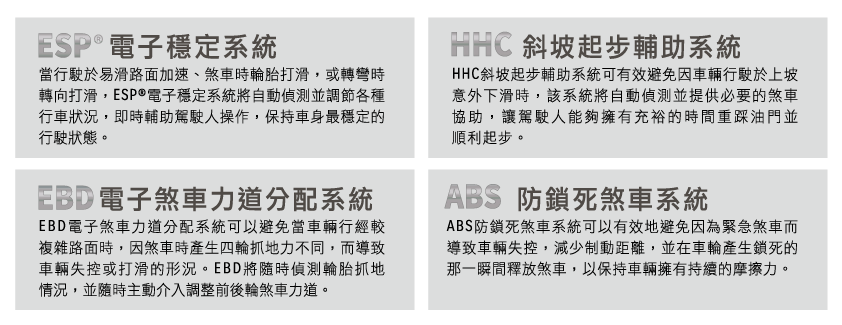 ESP® 電子穩定系統
當行駛於易滑路面加速、煞車時輪胎打滑，或轉彎時
轉向打滑，ESP®電子穩定系統將自動偵測並調節各種
行車狀況，即時輔助駕駛人操作，保持車身最穩定的
行駛狀態。
HHC 斜坡起步輔助系統
HHC斜坡起步輔助系統可有效避免因車輛行駛於上坡
意外下滑時，該系統將自動偵測並提供必要的煞車
協助，讓駕駛人能夠擁有充裕的時間重踩油門並
順利起步。
EBD 電子煞車力道分配系統
EBD電子煞車力道分配系統可以避免當車輛行經較
複雜路面時，因煞車時產生四輪抓地力不同，而導致
車輛失控或打滑的形況。EBD將隨時偵測輪胎抓地
情況，並隨時主動介入調整前後輪煞車力道。
ABS 防鎖死煞車系統
ABS防鎖死煞車系統可以有效地避免因為緊急煞車而
導致車輛失控，減少制動距離，並在車輪產生鎖死的
那一瞬間釋放煞車，以保持車輛擁有持續的摩擦力。